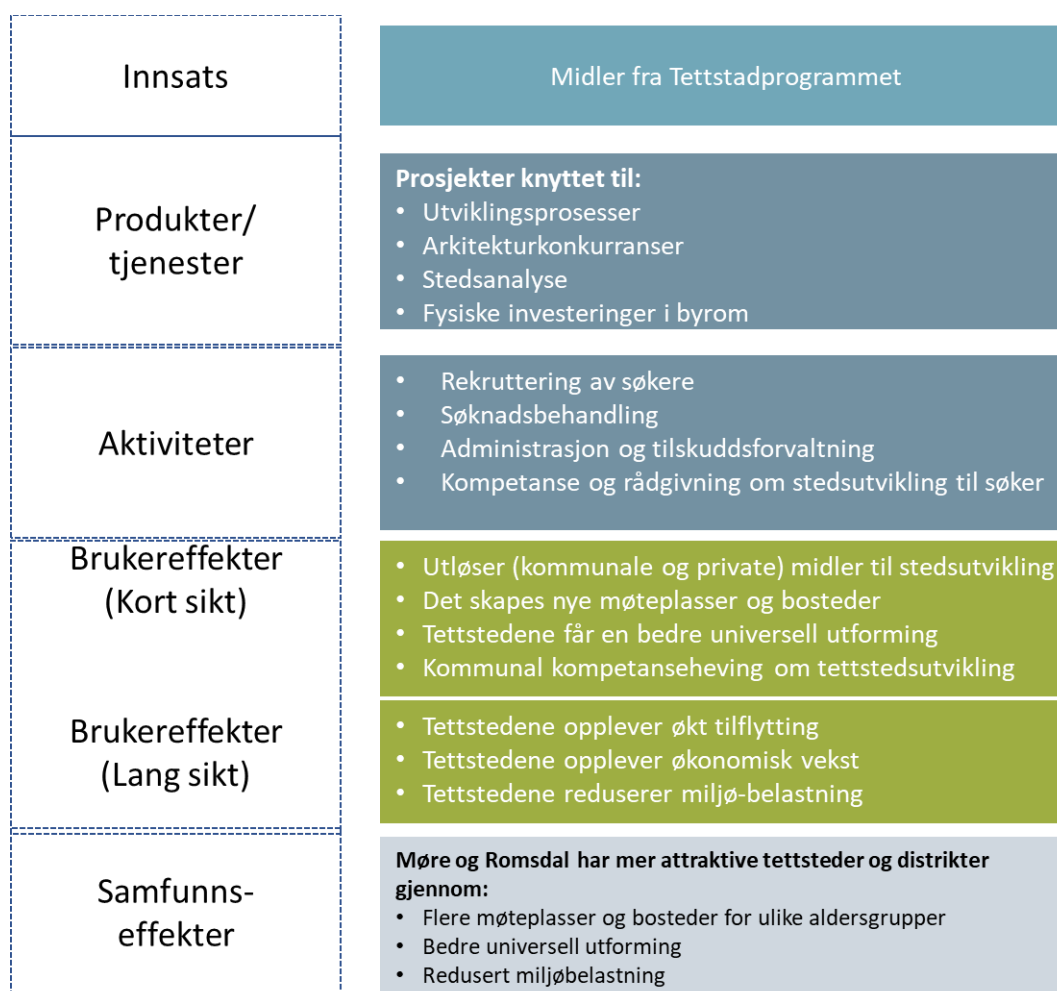 Innsats
Midler fra Tettstadprogrammet
Produkter/
tjenester
Prosjekter knyttet til:
• Utviklingsprosesser
• Arkitekturkonkurranser
• Stedsanalyse
• Fysiske investeringer i byrom
Aktiviteter
• Rekruttering av søkere
• Søknadsbehandling
• Administrasjon og tilskuddsforvaltning
• Kompetanse og rådgivning om stedsutvikling til søker
Brukereffekter
(Kort sikt)
• Utløser (kommunale og private) midler til stedsutvikling
• Det skapes nye møteplasser og bosteder
• Tettstedene får en bedre universell utforming
• Kommunal kompetanseheving om tettstedsutvikling
Brukereffekter
(Lang sikt)
• Tettstedene opplever økt tilflytting
• Tettstedene opplever økonomisk vekst
• Tettstedene reduserer miljø-belastning
Samfunns-
effekter
Møre og Romsdal har mer attraktive tettsteder og distrikter
gjennom:
• Flere møteplasser og bosteder for ulike aldersgrupper
• Bedre universell utforming
• Redusert miljøbelastning